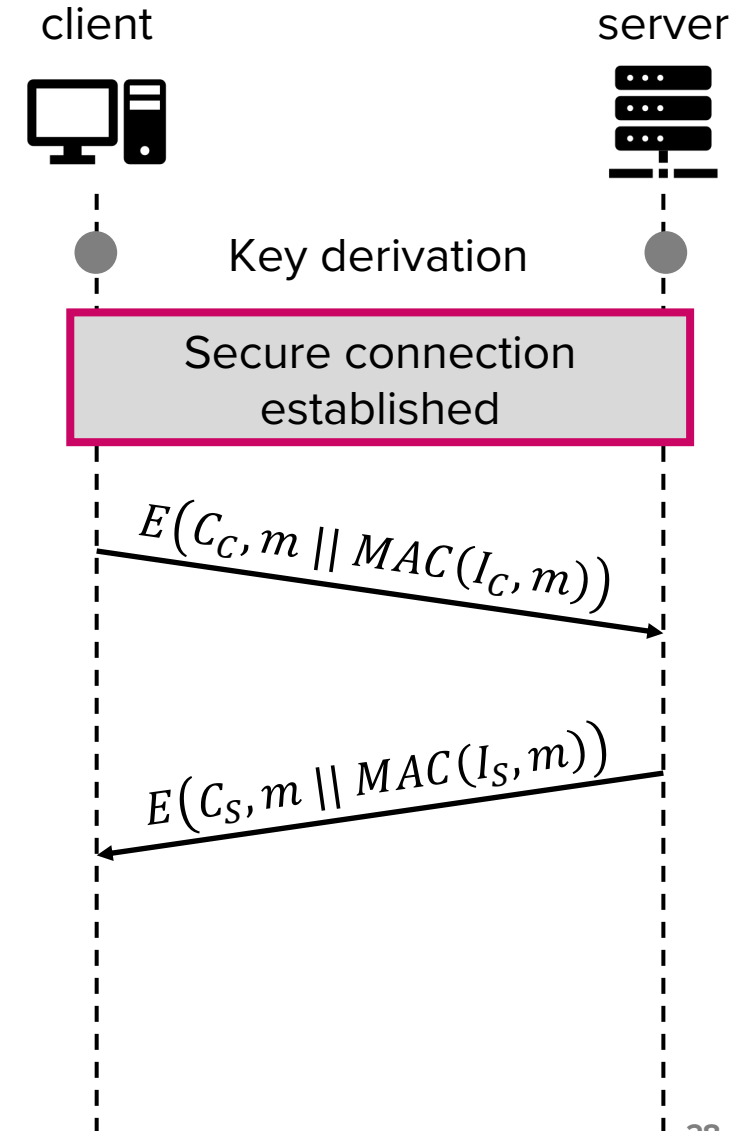 client server
Key derivation
Secure connection
established
E(C_C, m || MAC(I_C, m))
E(C_S, m || MAC(I_S, m))